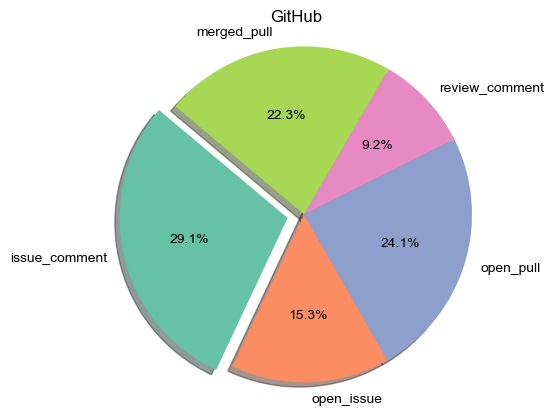 GitHub
merged_pull
22.3%
review_comment
9.2%
issue_comment
29.1%
24.1%
open_pull
15.3%
open_issue